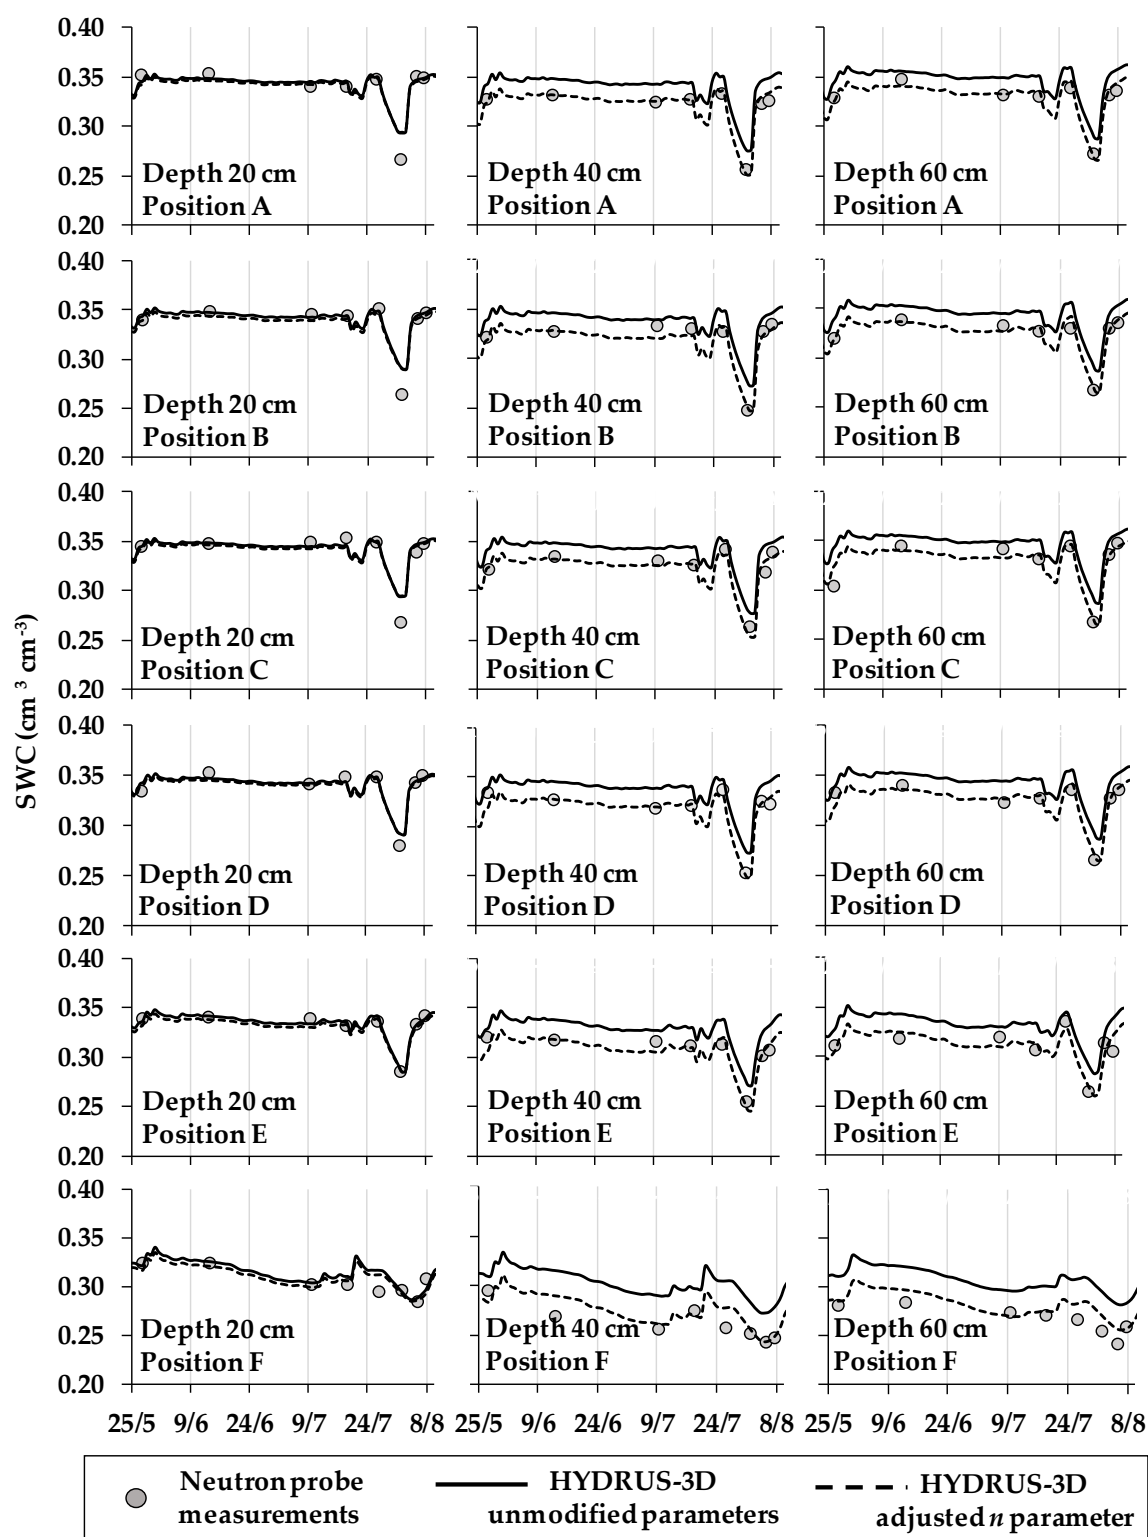 0.40
0.35
0.30
0.25
0.20
Depth 20 cm
Position A
Depth 40 cm
Position A
Depth 60 cm
Position A
0.40
0.35
0.30
0.25
0.20
Depth 20 cm
Position B
Depth 40 cm
Position B
Depth 60 cm
Position B
0.40
0.35
0.30
0.25
0.20
Depth 20 cm
Position C
Depth 40 cm
Position C
Depth 60 cm
Position C
SWC (cm ³ cm⁻³)
0.40
0.35
0.30
0.25
0.20
Depth 20 cm
Position D
Depth 40 cm
Position D
Depth 60 cm
Position D
0.40
0.35
0.30
0.25
0.20
Depth 20 cm
Position E
Depth 40 cm
Position E
Depth 60 cm
Position E
0.40
0.35
0.30
0.25
0.20
Depth 20 cm
Position F
Depth 40 cm
Position F
Depth 60 cm
Position F
25/5 9/6 24/6 9/7 24/7 8/8
25/5 9/6 24/6 9/7 24/7 8/8
25/5 9/6 24/6 9/7 24/7 8/8
Neutron probe
measurements
HYDRUS-3D
unmodified parameters
HYDRUS-3D
adjusted n parameter